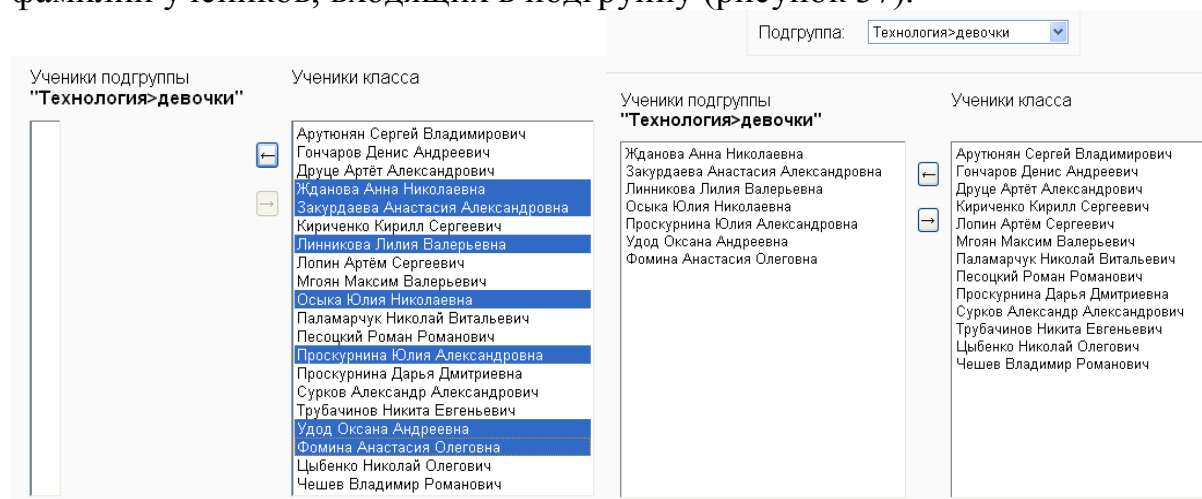 фамилии учеников, входящих в подгруппу (рисунок 37).
Ученики подгруппы
"Технология>девочки"
Ученики класса
←
→
Арутюнян Сергей Владимирович
Гончаров Денис Андреевич
Друце Артёт Александрович
Жданова Анна Николаевна
Закурдаева Анастасия Александровна
Кириченко Кирилл Сергеевич
Линникова Лилия Валерьевна
Лопин Артём Сергеевич
Мгоян Максим Валерьевич
Осыка Юлия Николаевна
Паламарчук Николай Витальевич
Песоцкий Роман Романович
Проскурнина Юлия Александровна
Проскурнина Дарья Дмитриевна
Сурков Александр Александрович
Трубачинов Никита Евгеньевич
Удод Оксана Андреевна
Фомина Анастасия Олеговна
Цыбенко Николай Олегович
Чешев Владимир Романович
Подгруппа: Технология>девочки
Ученики подгруппы
"Технология>девочки"
Жданова Анна Николаевна
Закурдаева Анастасия Александровна
Линникова Лилия Валерьевна
Осыка Юлия Николаевна
Проскурнина Юлия Александровна
Удод Оксана Андреевна
Фомина Анастасия Олеговна
←
→
Ученики класса
Арутюнян Сергей Владимирович
Гончаров Денис Андреевич
Друце Артёт Александрович
Кириченко Кирилл Сергеевич
Лопин Артём Сергеевич
Мгоян Максим Валерьевич
Паламарчук Николай Витальевич
Песоцкий Роман Романович
Проскурнина Дарья Дмитриевна
Сурков Александр Александрович
Трубачинов Никита Евгеньевич
Цыбенко Николай Олегович
Чешев Владимир Романович